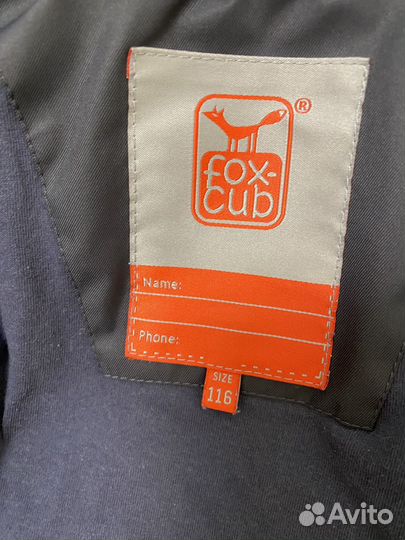 ®
fox-
cub
Name:
Phone:
SIZE
116
Avito